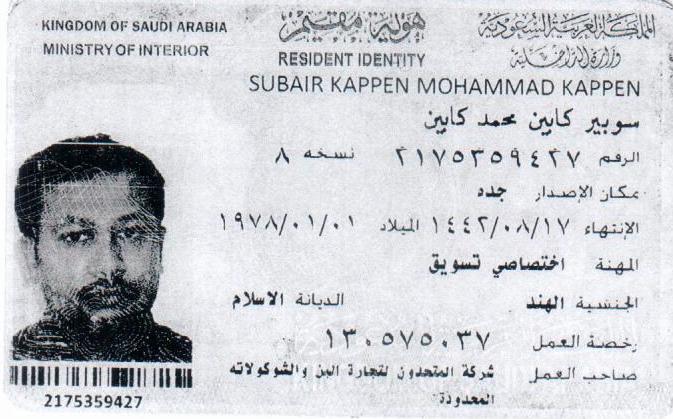 KINGDOM OF SAUDI ARABIA
MINISTRY OF INTERIOR
هوية مقيم
RESIDENT IDENTITY
المملكة العربية السعودية
وزارة الداخلية
SUBAIR KAPPEN MOHAMMAD KAPPEN
سوبير كابين محمد كابين
الرقم ٢١٧٥٣٥٩٤٢٧ نسخه ٨
مكان الإصدار جده
الإنتهاء ١٤٤٢/٠٨/١٧ الميلاد ١٩٧٨/٠١/٠١
المهنة اختصاصي تسويق
الجنسية الهند الديانة الاسلام
رخصة العمل ١٣٠٥٧٥٠٣٧
صاحب العمل شركة المتحدون لتجارة البن والشوكولاته
المحدودة
2175359427